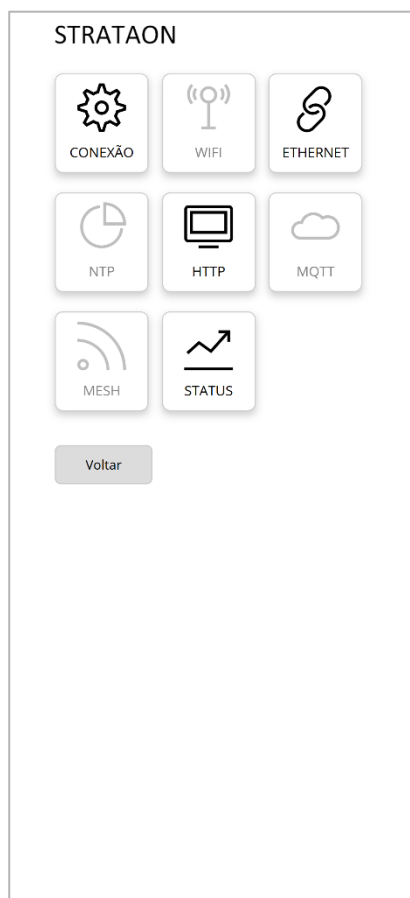 STRATAON
CONEXÃO
WIFI
ETHERNET
NTP
HTTP
MQTT
MESH
STATUS
Voltar